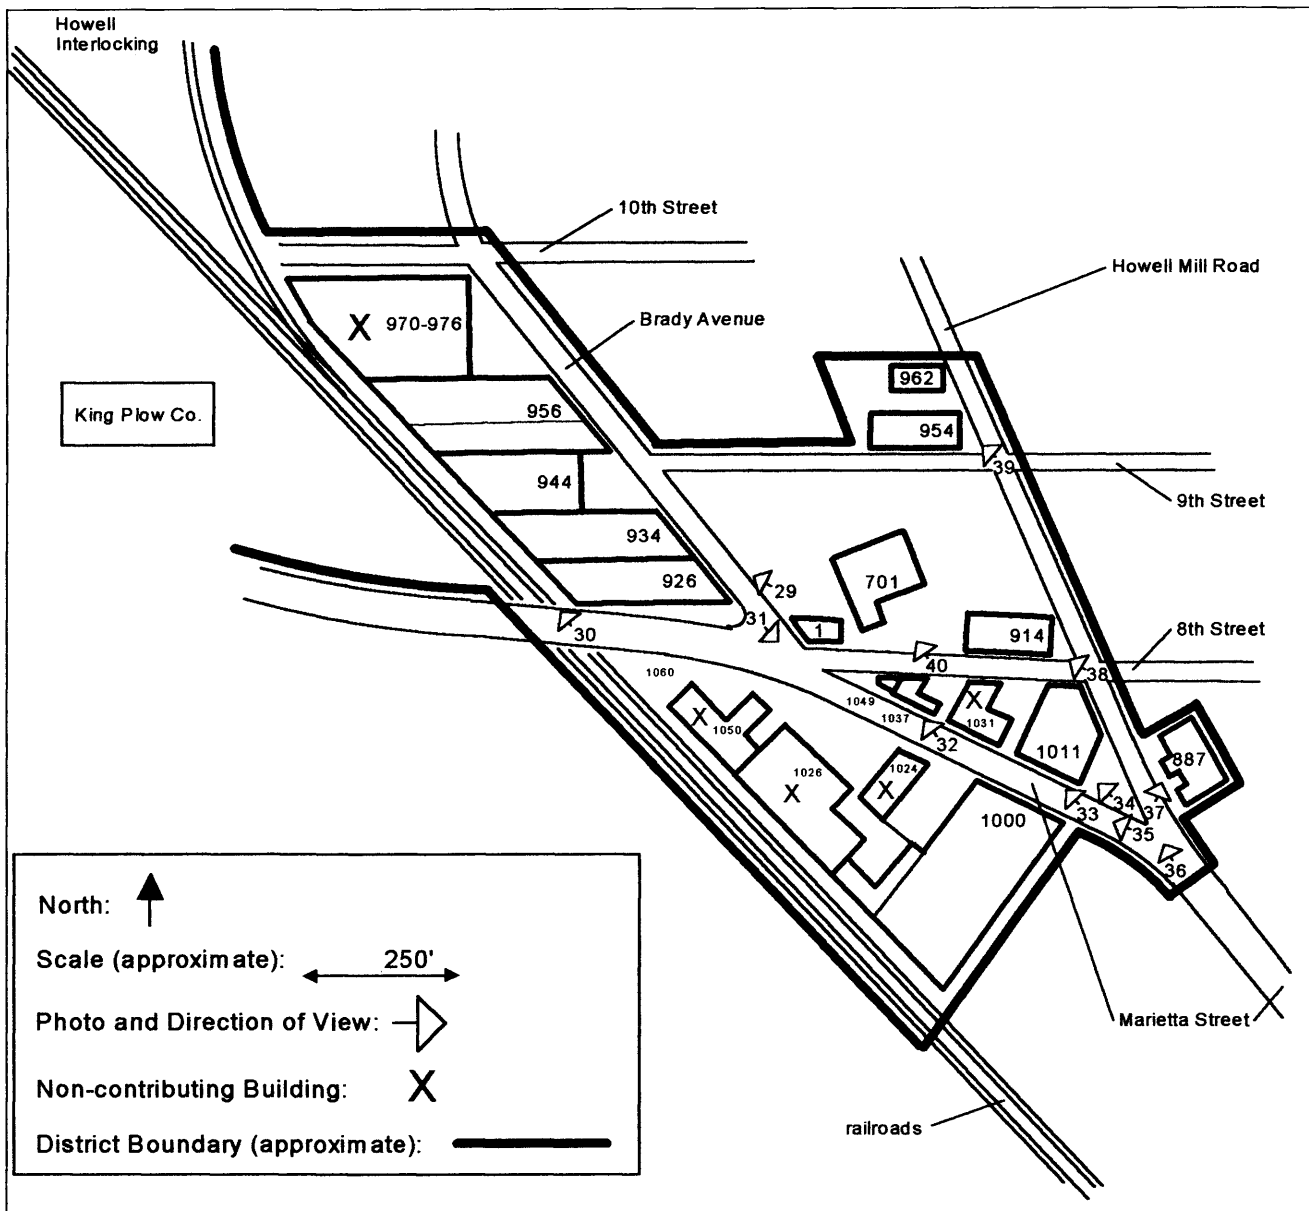 Howell
Interlocking
10th Street
Howell Mill Road
Brady Avenue
X 970-976
962
King Plow Co.
956
954
39
944
9th Street
934
701
926
29
31
1
30
914
8th Street
40
38
1060
1049
1037
X
1031
X
1050
32
1011
887
1026
X
1024
X
1000
33
34
37
35
36
North:
Scale (approximate): 250'
Photo and Direction of View:
Marietta Street
Non-contributing Building: X
railroads
District Boundary (approximate):